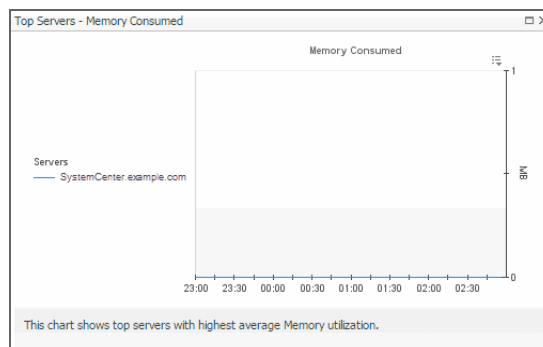 Top Servers - Memory Consumed
Memory Consumed
1
Servers
SystemCenter.example.com
MB
0
23:00 23:30 00:00 00:30 01:00 01:30 02:00 02:30
This chart shows top servers with highest average Memory utilization.